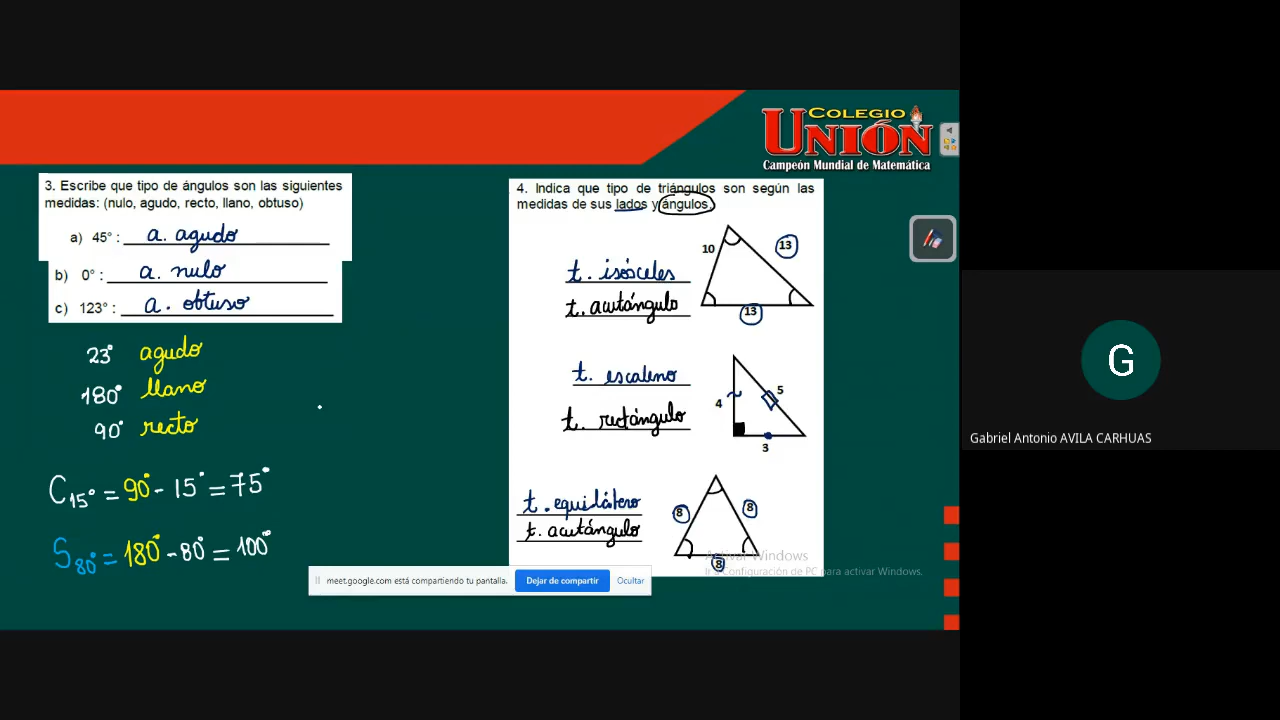 COLEGIO
UNIÓN
Campeón Mundial de Matemática
3. Escribe que tipo de ángulos son las siguientes
medidas: (nulo, agudo, recto, llano, obtuso)
a) 45° : a. agudo
b) 0° : a. nulo
c) 123° : a. obtuso
23° agudo
180° llano
90° recto
C15° = 90° - 15° = 75°
S80° = 180° - 80° = 100°
4. Indica que tipo de triángulos son según las
medidas de sus lados y ángulos.
10
13
13
t. isósceles
t. acutángulo
t. escaleno
t. rectángulo
4
5
3
t. equilátero
t. acutángulo
8
8
8
Activar Windows
Ir a Configuración de PC para activar Windows.
meet.google.com está compartiendo tu pantalla.
Dejar de compartir
Ocultar
G
Gabriel Antonio AVILA CARHUAS